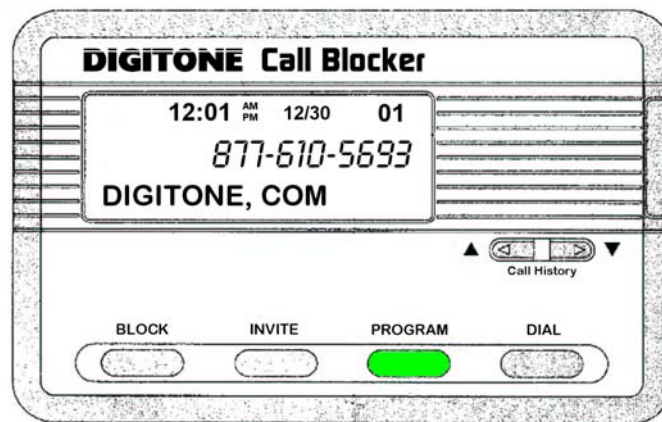 DIGITONE Call Blocker
12:01 AM PM 12/30 01
877-610-5693
DIGITONE, COM
▲ ▼
Call History
BLOCK INVITE PROGRAM DIAL